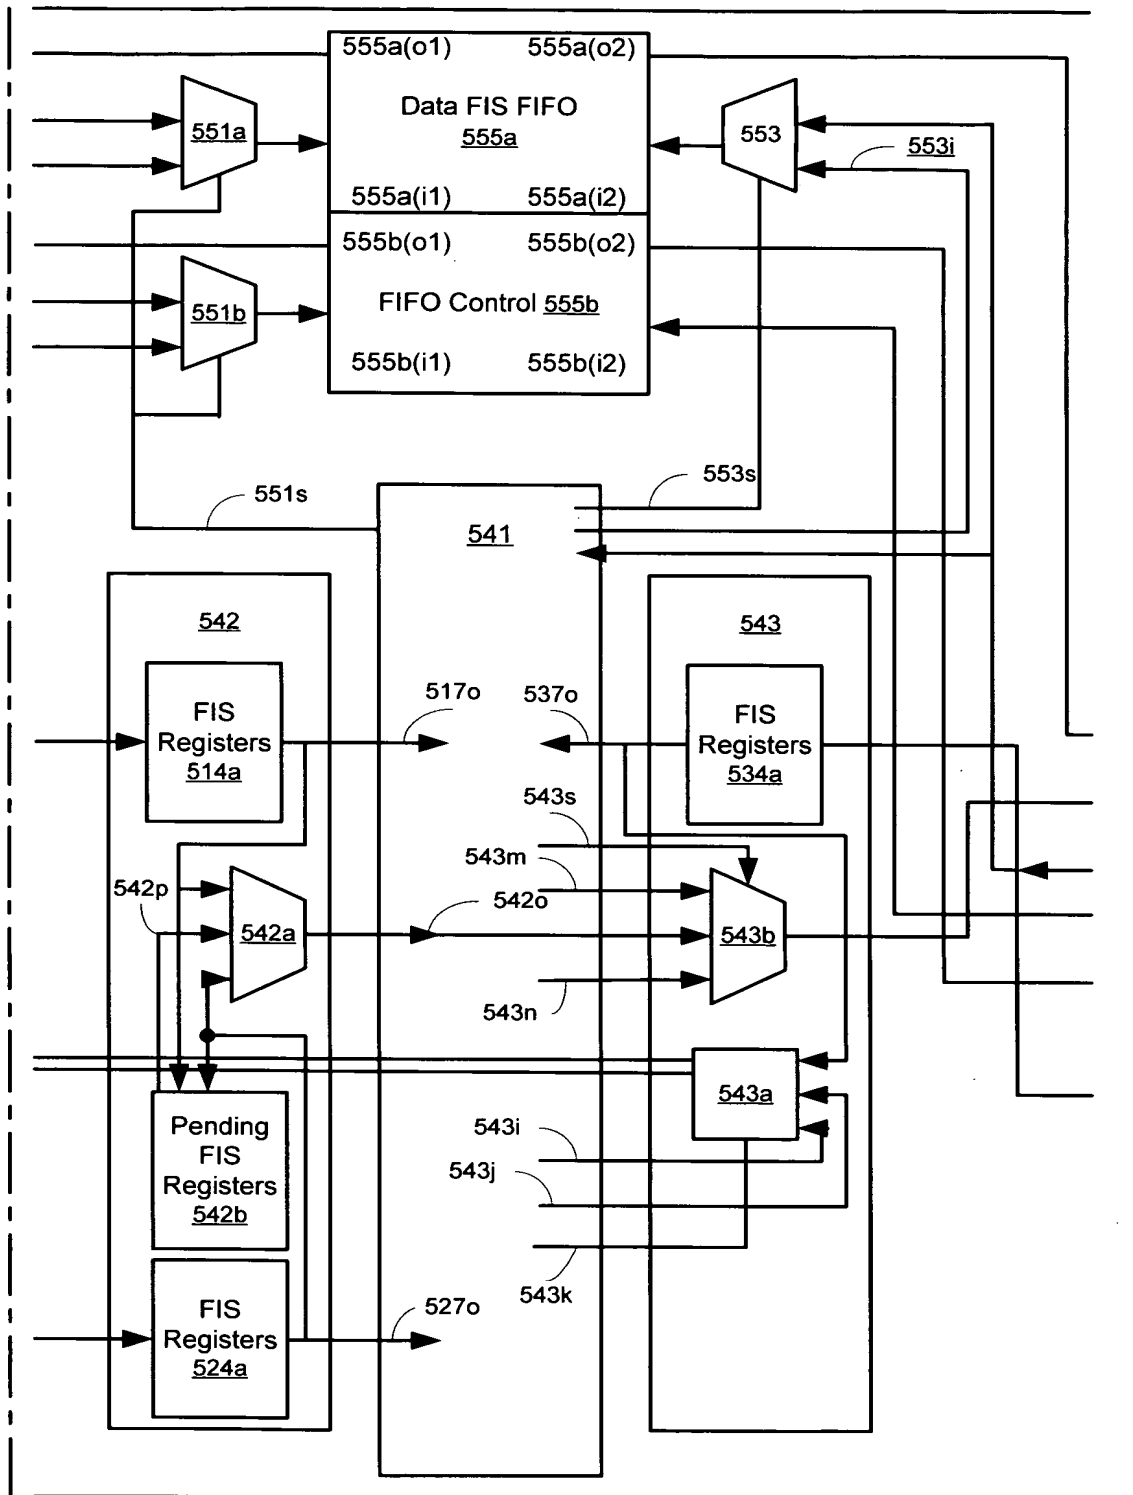 555a(o1) 555a(o2)
Data FIS FIFO
555a
551a
553
553i
555a(i1) 555a(i2)
555b(o1) 555b(o2)
FIFO Control 555b
551b
555b(i1) 555b(i2)
553s
551s
541
542
543
FIS
Registers
514a
517o
537o
FIS
Registers
534a
543s
543m
542p
542o
542a
543b
543n
543a
Pending
FIS
Registers
542b
543i
543j
543k
FIS
Registers
524a
527o